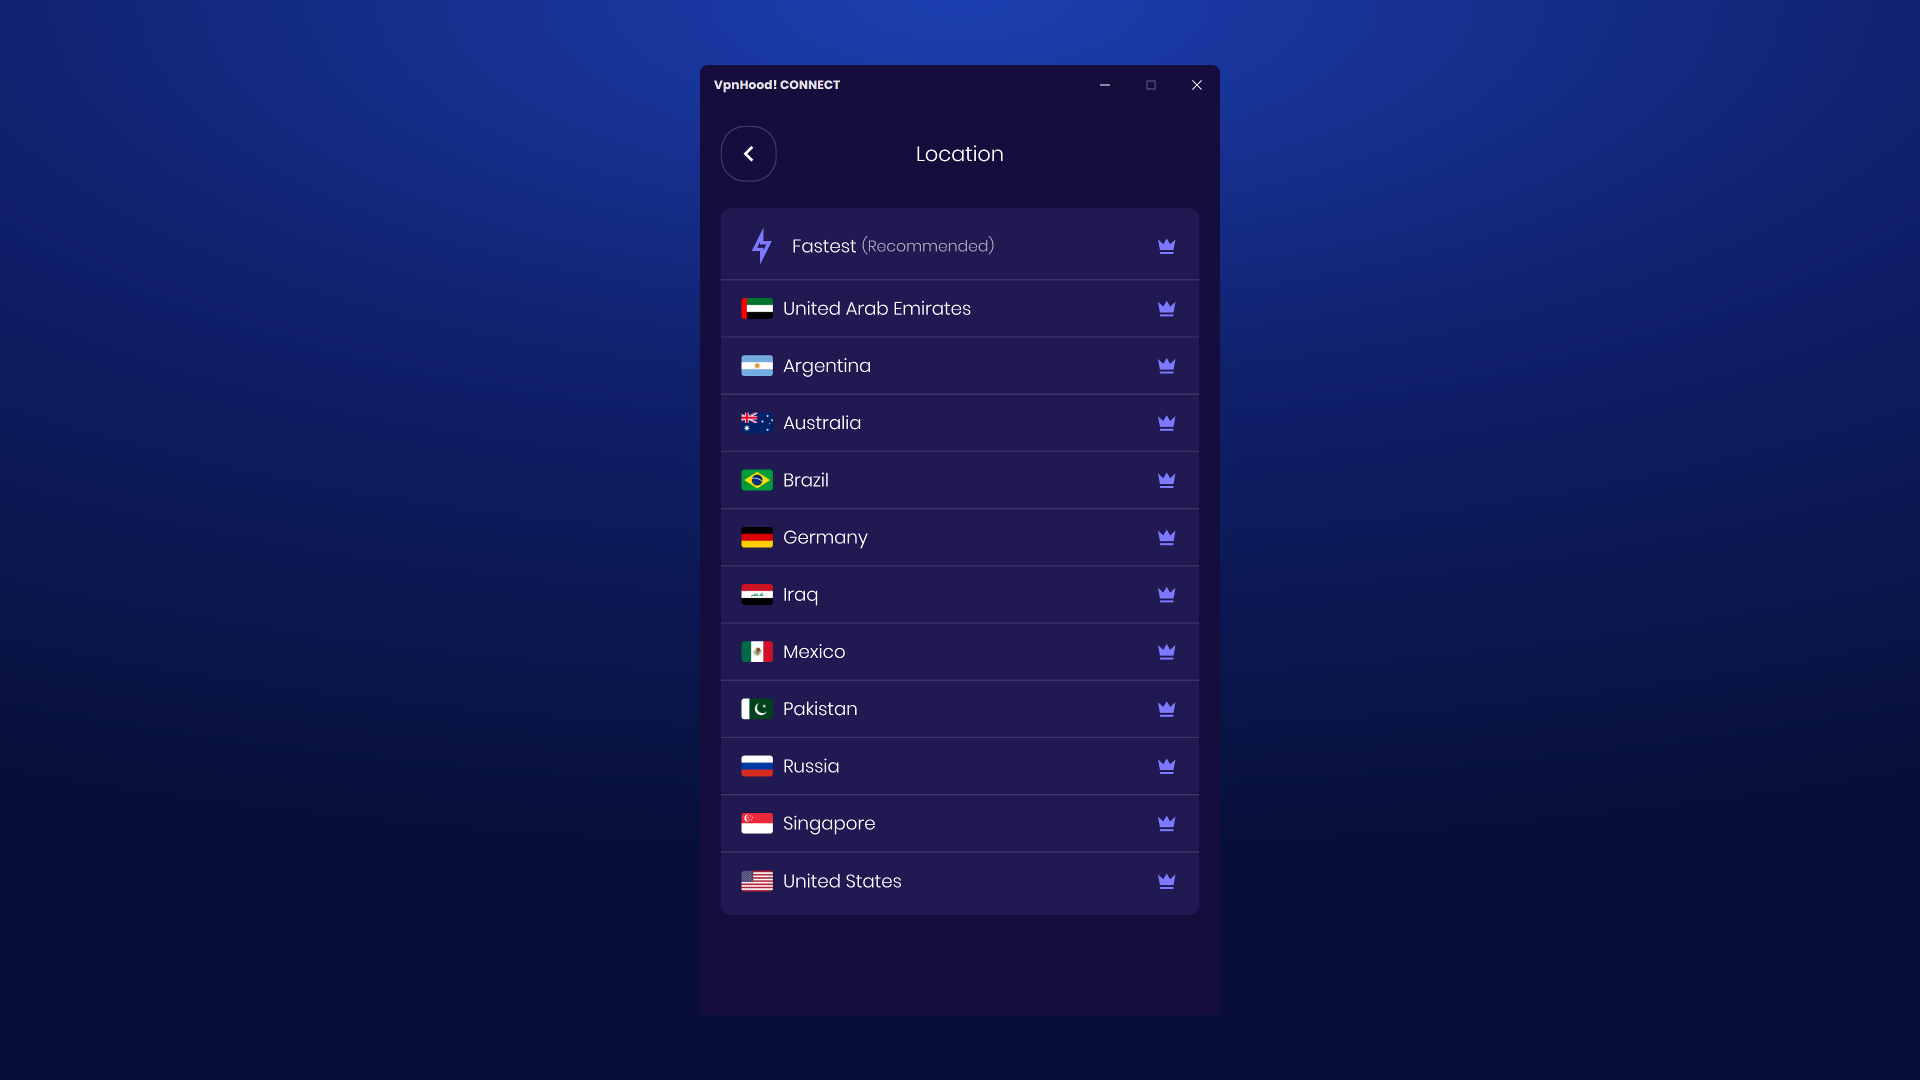 VpnHood! CONNECT
Location
Fastest (Recommended)
United Arab Emirates
Argentina
Australia
Brazil
Germany
Iraq
Mexico
Pakistan
Russia
Singapore
United States